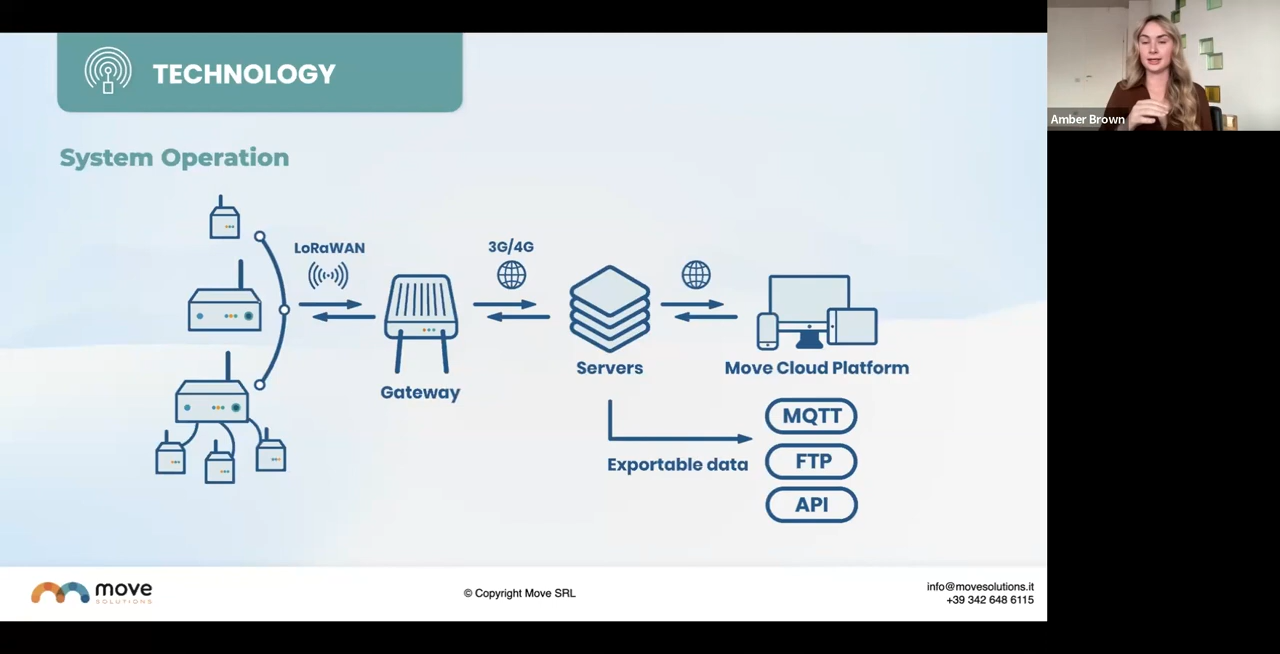 TECHNOLOGY
Amber Brown
System Operation
LoRaWAN
3G/4G
Gateway
Servers
Move Cloud Platform
Exportable data
MQTT
FTP
API
move
SOLUTIONS
© Copyright Move SRL
info@movesolutions.it
+39 342 648 6115